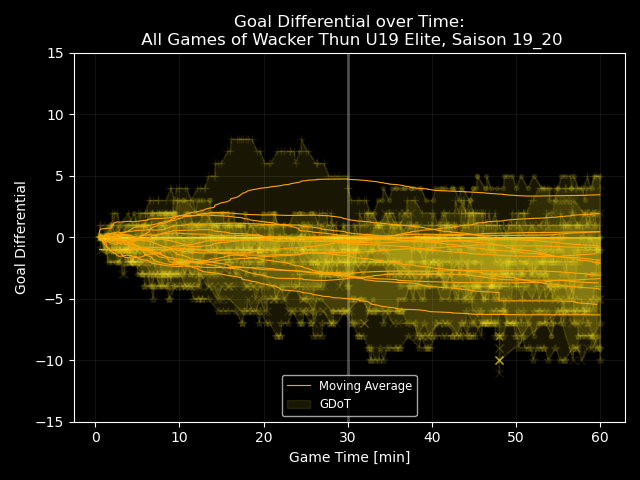 Goal Differential over Time:
All Games of Wacker Thun U19 Elite, Saison 19_20
15
10
5
0
−5
−10
−15
Goal Differential
0 10 20 30 40 50 60
Game Time [min]
Moving Average
GDoT